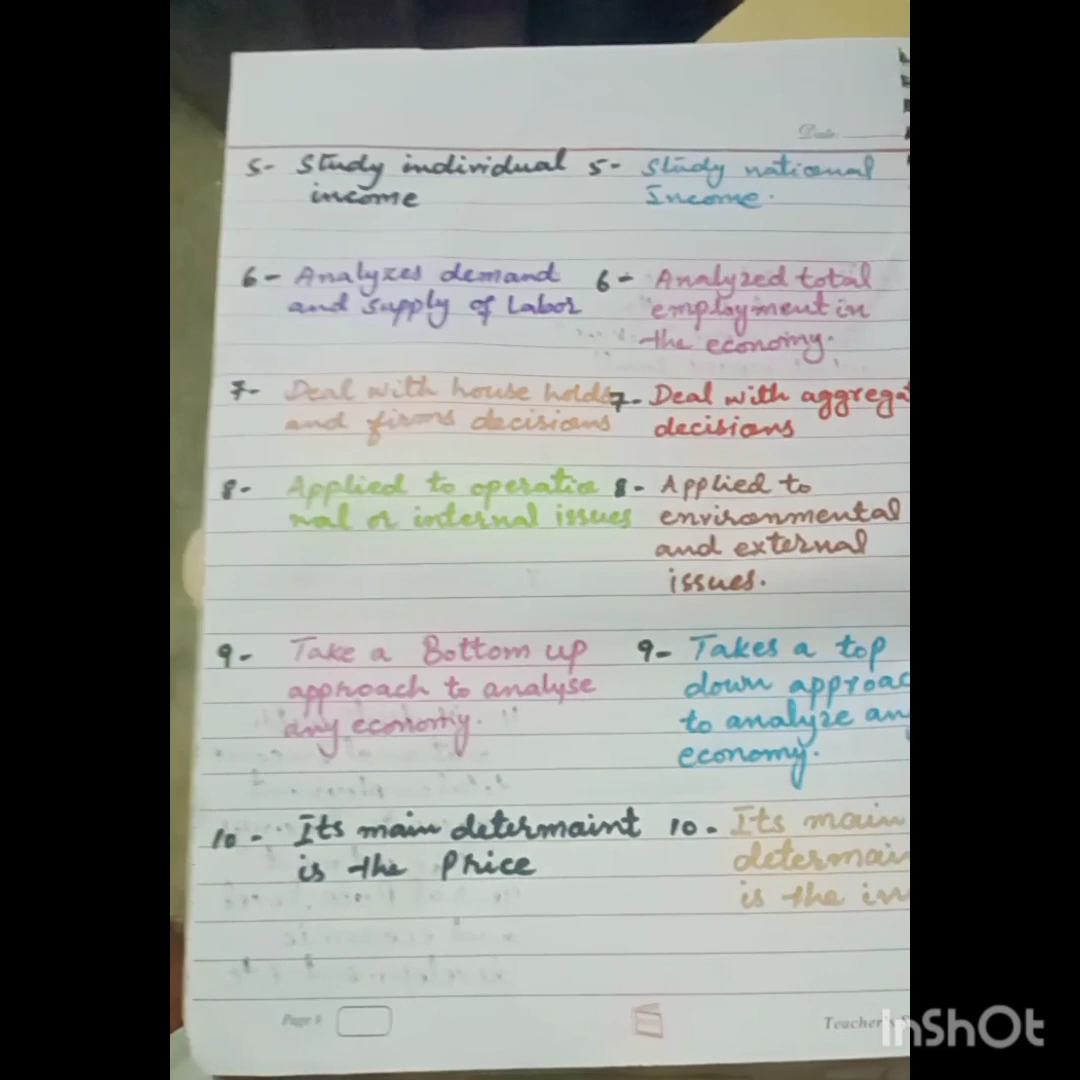 Date:
5- Study individual
income
5- Study national
Income.
6- Analyzes demand
and supply of Labor
6- Analyzed total
employment in
the economy.
7- Deal with house holds
and firms decisions
7- Deal with aggrega
decisions
8- Applied to operatio
nal or internal issues
8- Applied to
environmental
and external
issues.
9- Take a Bottom up
approach to analyse
any economy.
9- Takes a top
down approac
to analyze an
economy.
10- Its main determaint
is the Price
10- Its main
determai
is the in
Page #
Teacher's
InShOt